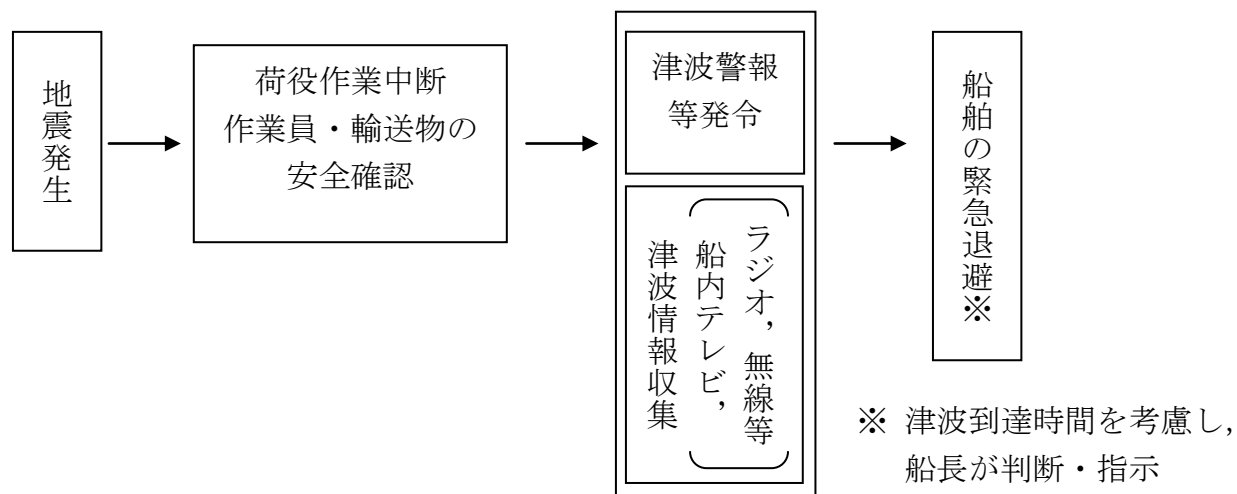 地震発生
荷役作業中断
作業員・輸送物の
安全確認
津波警報
等発令
津波情報収集
船内テレビ，
ラジオ，無線等
船舶の緊急退避※
※ 津波到達時間を考慮し，
船長が判断・指示